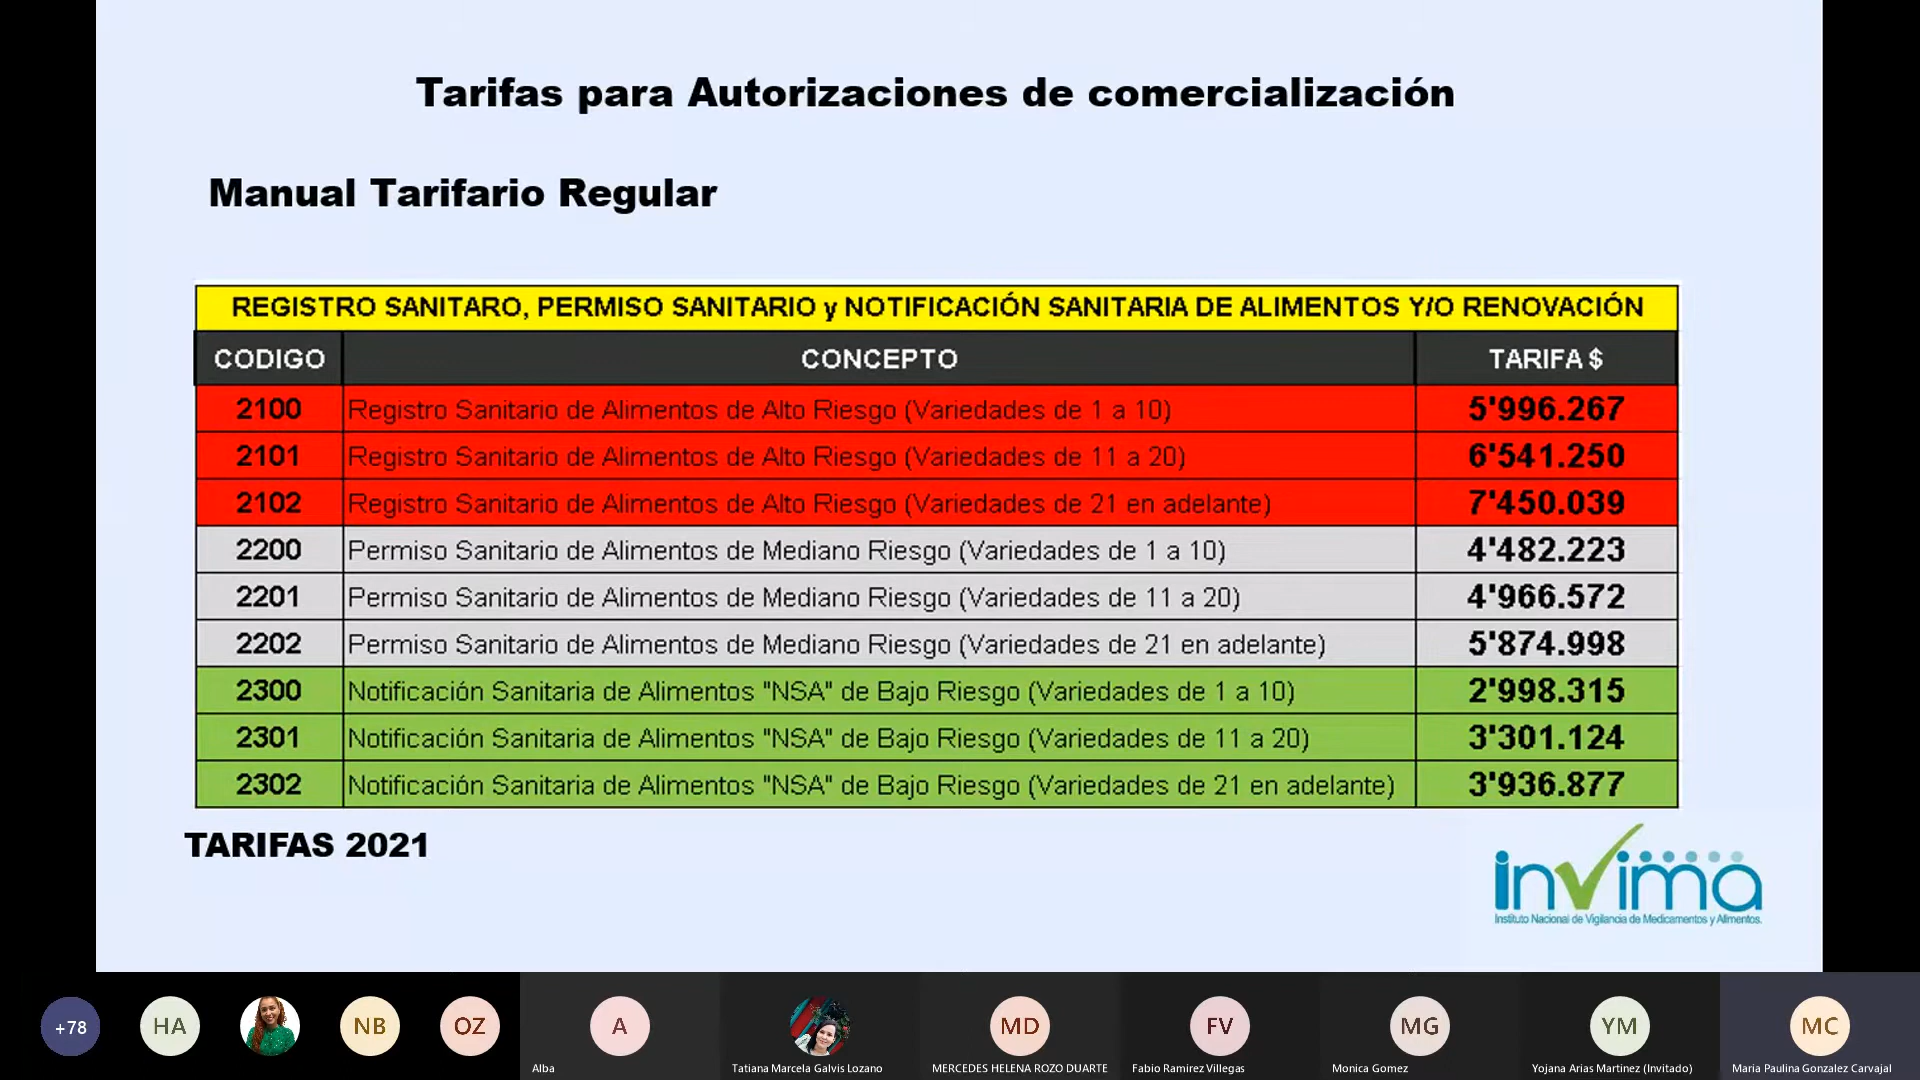 Tarifas para Autorizaciones de comercialización
Manual Tarifario Regular
REGISTRO SANITARO, PERMISO SANITARIO y NOTIFICACIÓN SANITARIA DE ALIMENTOS Y/O RENOVACIÓN
CODIGO CONCEPTO TARIFA $
2100 Registro Sanitario de Alimentos de Alto Riesgo (Variedades de 1 a 10) 5'996.267
2101 Registro Sanitario de Alimentos de Alto Riesgo (Variedades de 11 a 20) 6'541.250
2102 Registro Sanitario de Alimentos de Alto Riesgo (Variedades de 21 en adelante) 7'450.039
2200 Permiso Sanitario de Alimentos de Mediano Riesgo (Variedades de 1 a 10) 4'482.223
2201 Permiso Sanitario de Alimentos de Mediano Riesgo (Variedades de 11 a 20) 4'966.572
2202 Permiso Sanitario de Alimentos de Mediano Riesgo (Variedades de 21 en adelante) 5'874.998
2300 Notificación Sanitaria de Alimentos "NSA" de Bajo Riesgo (Variedades de 1 a 10) 2'998.315
2301 Notificación Sanitaria de Alimentos "NSA" de Bajo Riesgo (Variedades de 11 a 20) 3'301.124
2302 Notificación Sanitaria de Alimentos "NSA" de Bajo Riesgo (Variedades de 21 en adelante) 3'936.877
TARIFAS 2021
invima
Instituto Nacional de Vigilancia de Medicamentos y Alimentos.
+78 HA NB OZ A MD FV MG YM MC
Alba Tatiana Marcela Galvis Lozano MERCEDES HELENA ROZO DUARTE Fabio Ramirez Villegas Monica Gomez Yojana Arias Martinez (Invitado) Maria Paulina Gonzalez Carvajal